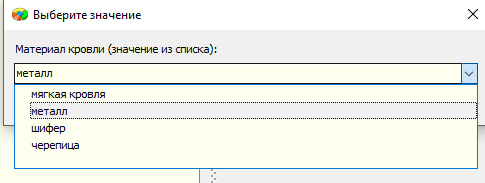 Выберите значение
Материал кровли (значение из списка):
металл
мягкая кровля
металл
шифер
черепица